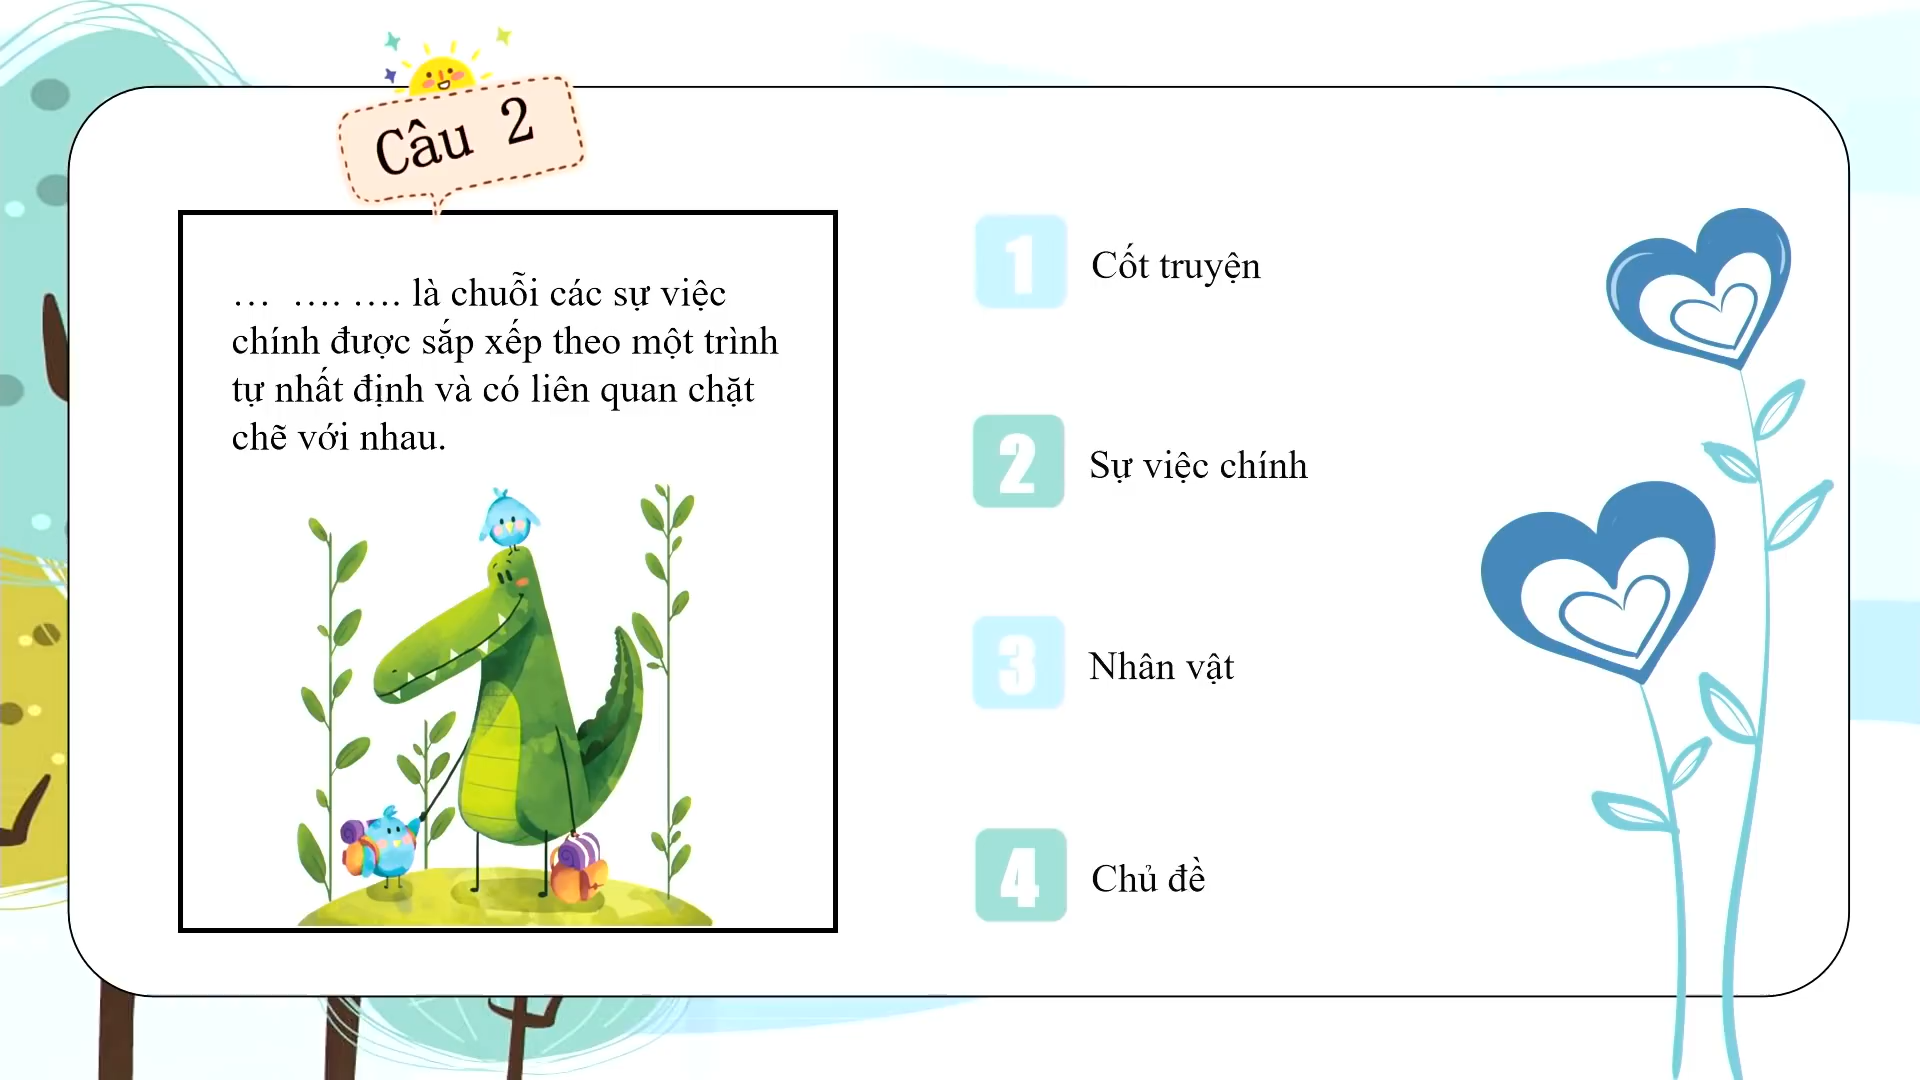 Câu 2
… …. …. là chuỗi các sự việc
chính được sắp xếp theo một trình
tự nhất định và có liên quan chặt
chẽ với nhau.
1 Cốt truyện
2 Sự việc chính
3 Nhân vật
4 Chủ đề